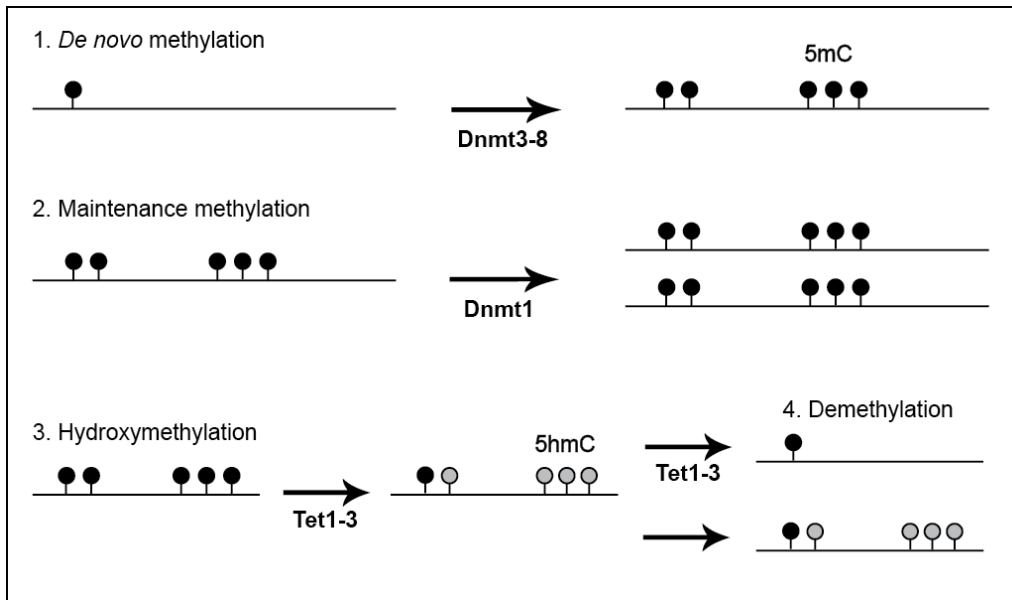 1. De novo methylation
5mC
Dnmt3-8
2. Maintenance methylation
Dnmt1
4. Demethylation
3. Hydroxymethylation
5hmC
Tet1-3
Tet1-3